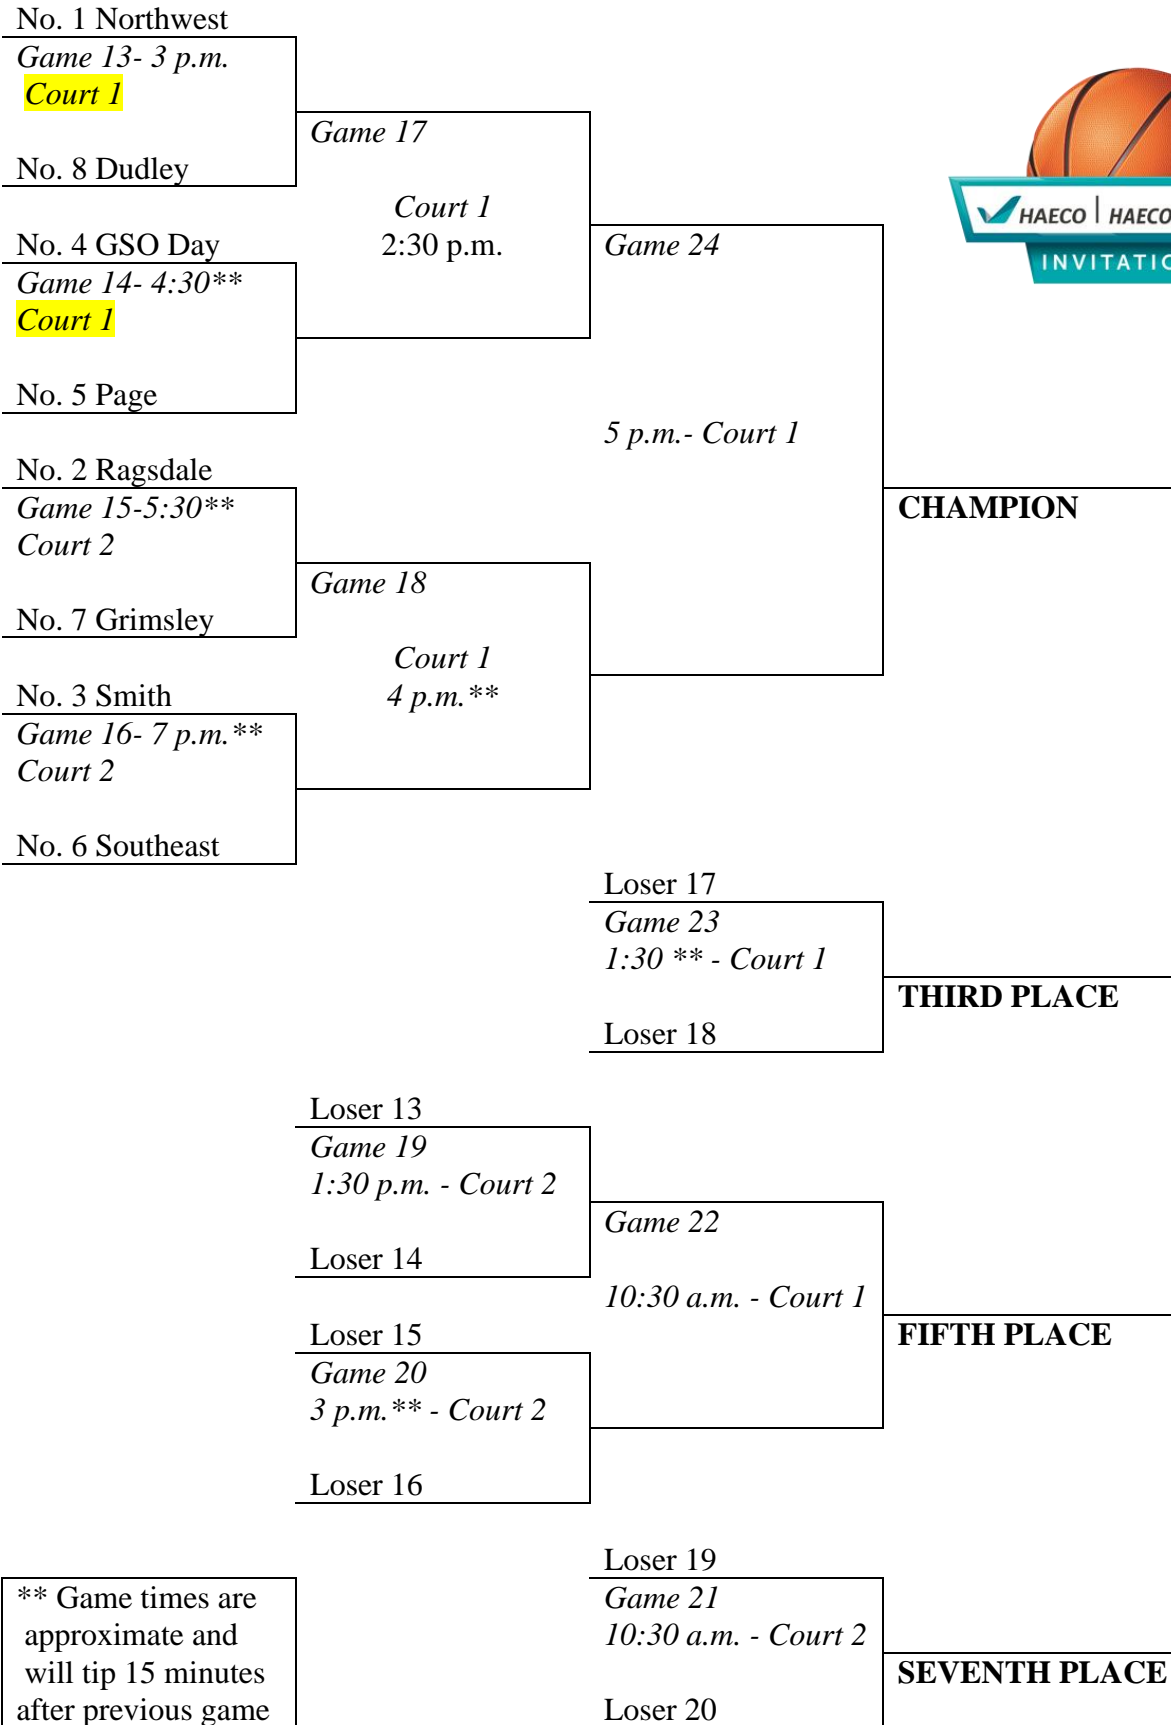 No. 1 Northwest
Game 13- 3 p.m.
Court 1
No. 8 Dudley
No. 4 GSO Day
Game 14- 4:30**
Court 1
No. 5 Page
No. 2 Ragsdale
Game 15-5:30**
Court 2
No. 7 Grimsley
No. 3 Smith
Game 16- 7 p.m.**
Court 2
No. 6 Southeast
Game 17
Court 1
2:30 p.m.
Game 18
Court 1
4 p.m.**
Game 24
5 p.m.- Court 1
CHAMPION
HAECO | HAECO
INVITATIO
Loser 17
Game 23
1:30 ** - Court 1
Loser 18
THIRD PLACE
Loser 13
Game 19
1:30 p.m. - Court 2
Loser 14
Loser 15
Game 20
3 p.m.** - Court 2
Loser 16
Game 22
10:30 a.m. - Court 1
FIFTH PLACE
Loser 19
Game 21
10:30 a.m. - Court 2
Loser 20
SEVENTH PLACE
** Game times are
approximate and
will tip 15 minutes
after previous game